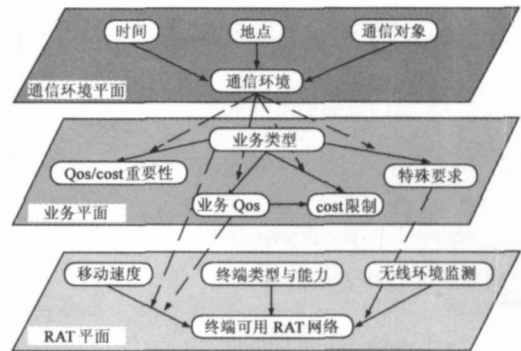 时间
地点
通信对象
通信环境
通信环境平面
业务类型
Qos/cost重要性
特殊要求
业务 Qos
cost限制
业务平面
移动速度
终端类型与能力
无线环境监测
终端可用 RAT 网络
RAT 平面